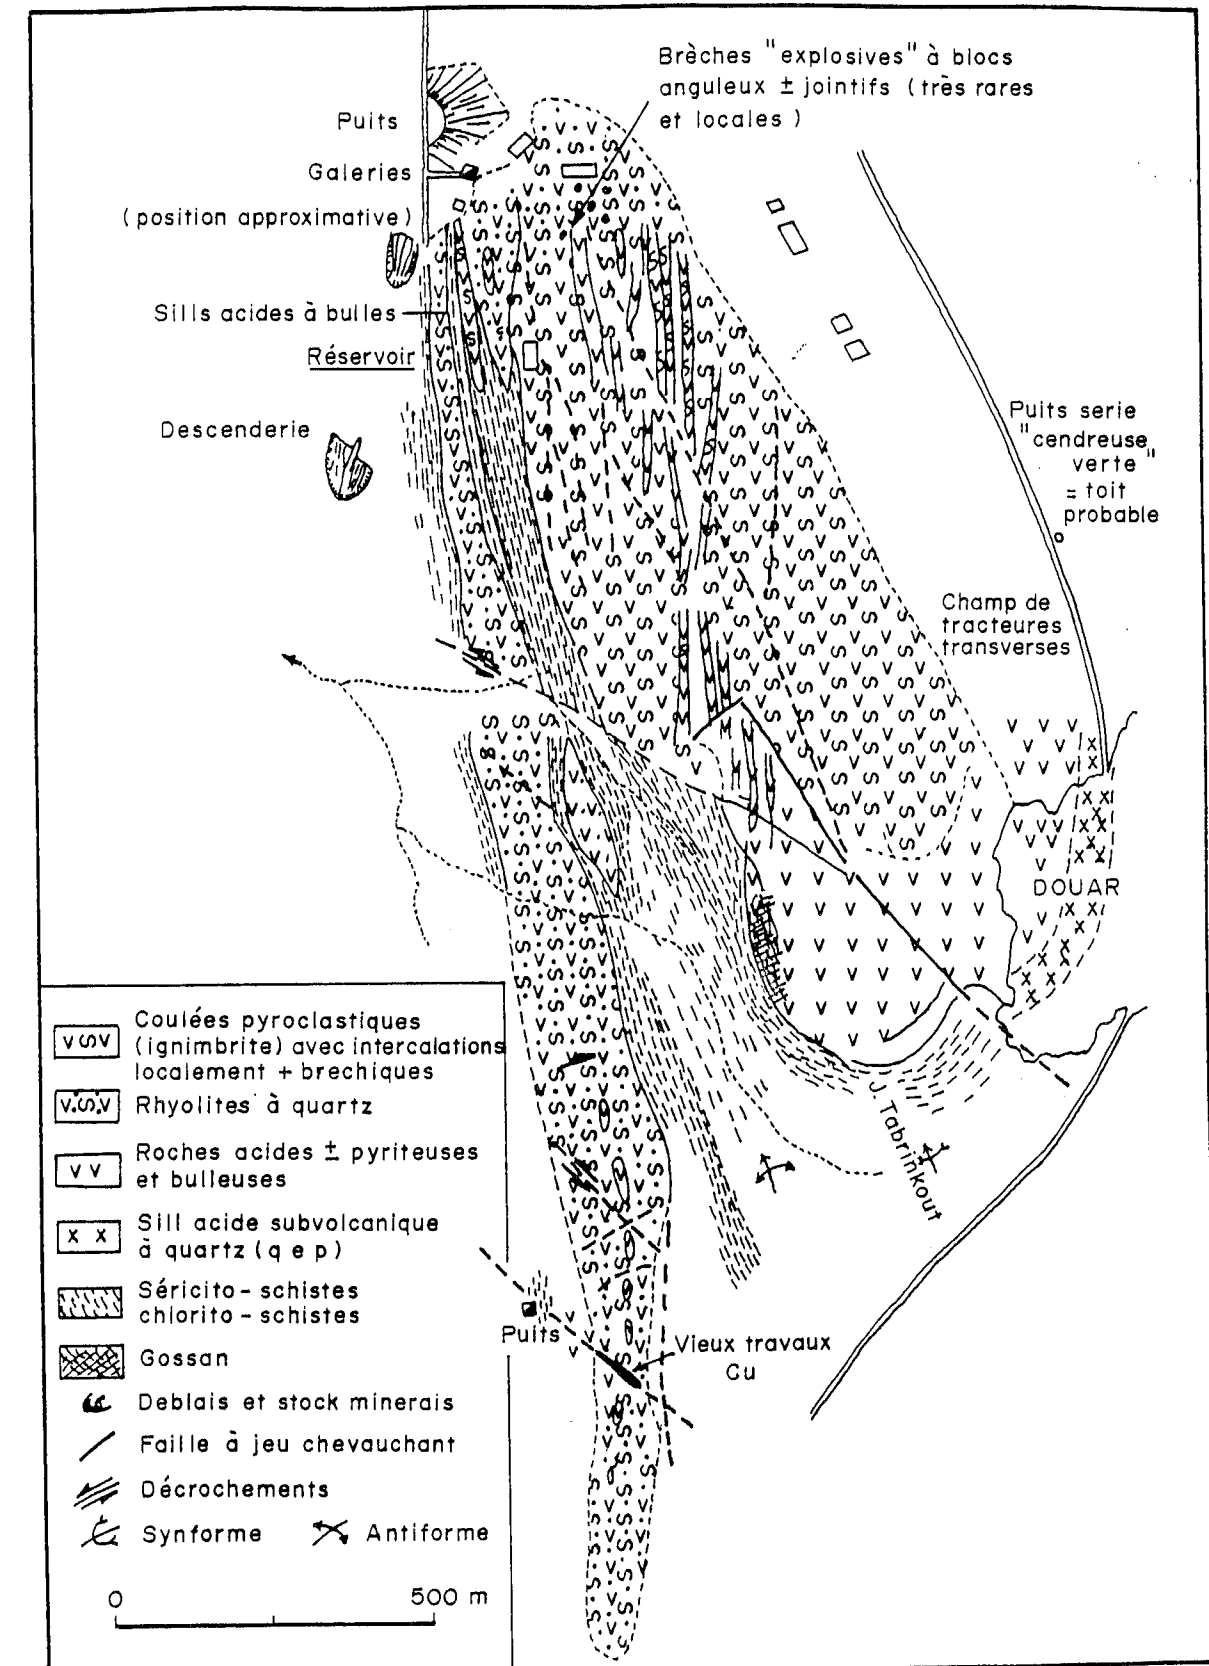 Brèches "explosives" à blocs
anguleux ± jointifs (très rares
et locales )
Puits
Galeries
(position approximative)
Sills acides à bulles
Réservoir
Descenderie
Puits serie
"cendreuse
verte"
= toit
probable
Champ de
tracteures
transverses
DOUAR
J. Tabrinkout
Puits
Vieux travaux
Cu
Coulées pyroclastiques
(ignimbrite) avec intercalations
localement + brechiques
Rhyolites à quartz
Roches acides ± pyriteuses
et bulleuses
Sill acide subvolcanique
à quartz (q e p)
Séricito-schistes
chlorito-schistes
Gossan
Deblais et stock minerais
Faille à jeu chevauchant
Décrochements
Synforme
Antiforme
0 500 m